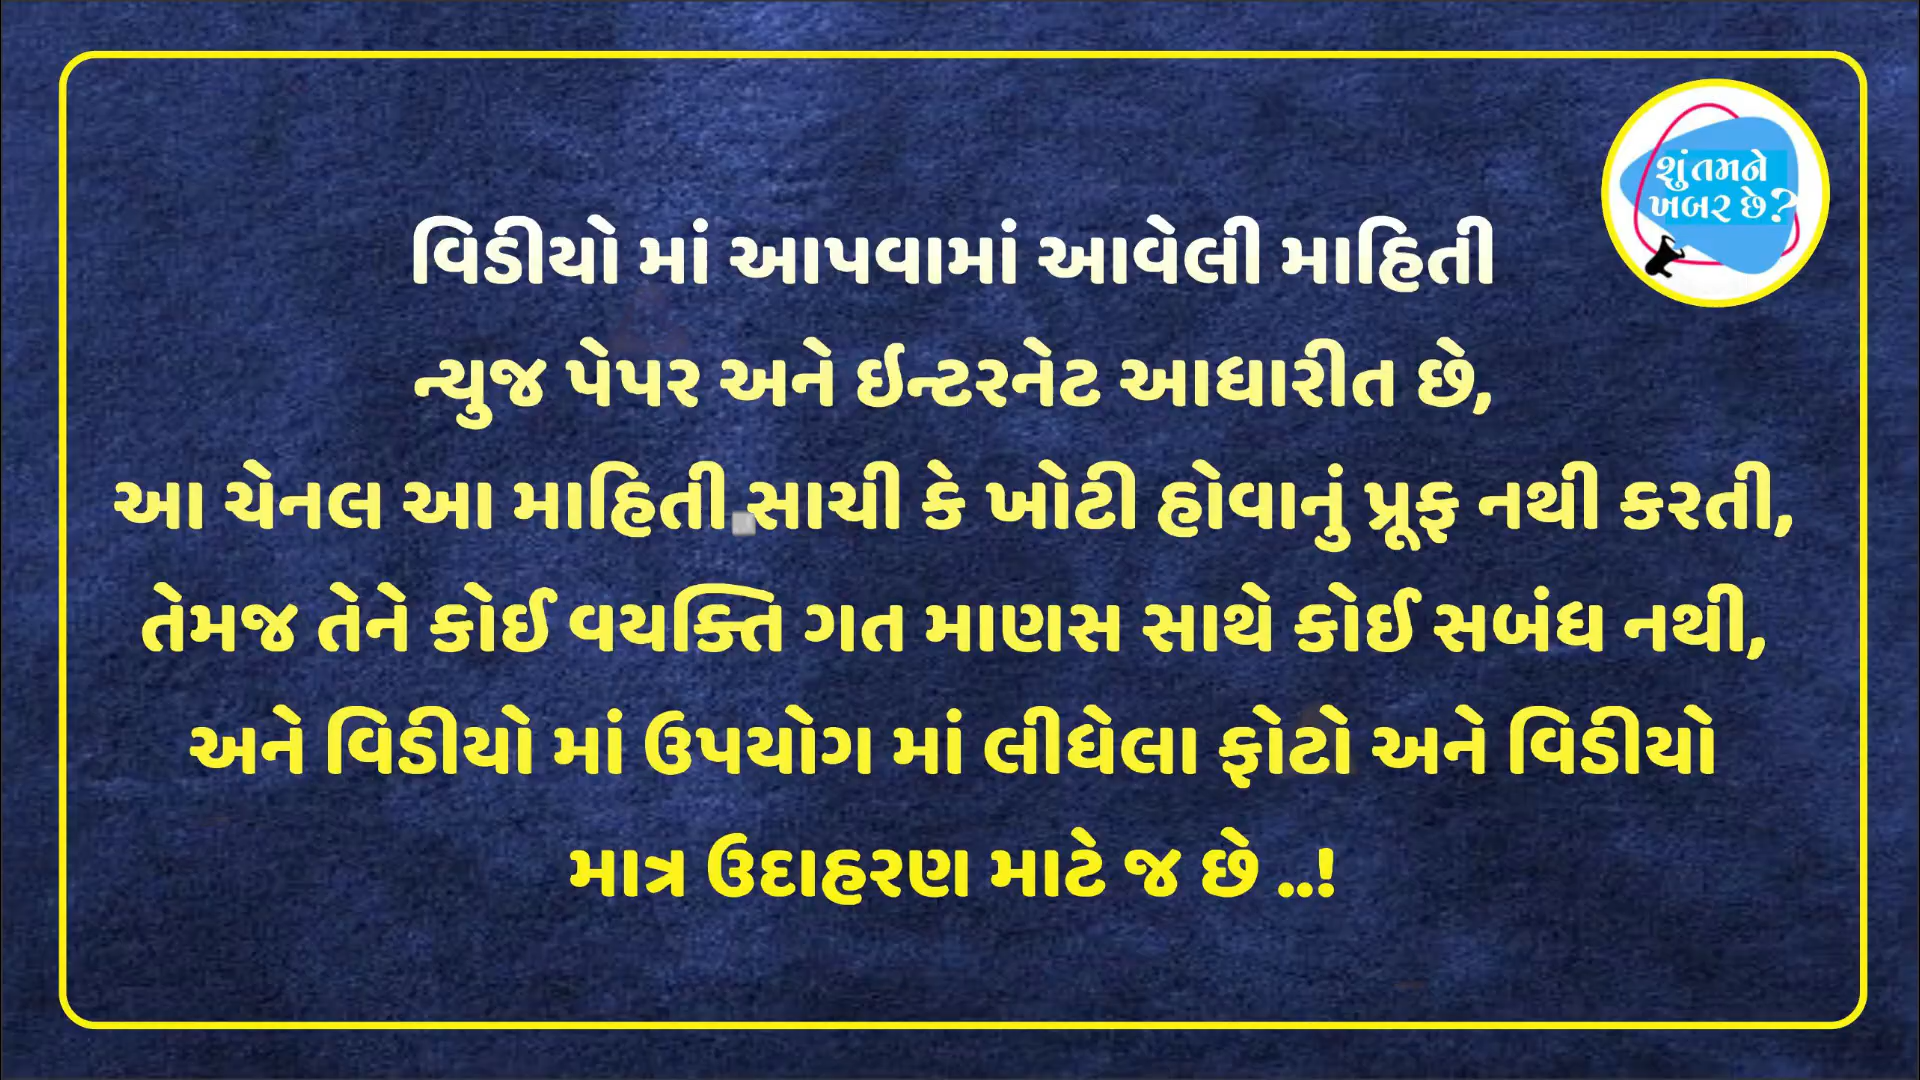 શું તમને
ખબર છે?
વિડીયો માં આપવામાં આવેલી માહિતી
ન્યુજ પેપર અને ઇન્ટરનેટ આધારીત છે,
આ ચેનલ આ માહિતી સાચી કે ખોટી હોવાનું પ્રૂફ નથી કરતી,
તેમજ તેને કોઈ વયક્તિ ગત માણસ સાથે કોઈ સબંધ નથી,
અને વિડીયો માં ઉપયોગ માં લીધેલા ફોટો અને વિડીયો
માત્ર ઉદાહરણ માટે જ છે ..!